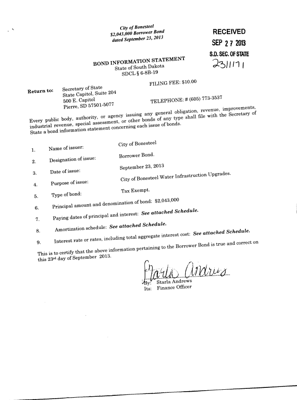 City of Bonesteel
$2,043,000 Borrower Bond
dated September 23, 2013
RECEIVED
SEP 27 2013
S.D. SEC. OF STATE
2311171
BOND INFORMATION STATEMENT
State of South Dakota
SDCL § 6-8B-19
FILING FEE: $10.00
Return to: Secretary of State
State Capitol, Suite 204
500 E. Capitol
Pierre, SD 57501-5077
TELEPHONE: # (605) 773-3537
Every public body, authority, or agency issuing any general obligation, revenue, improvements,
industrial revenue, special assessment, or other bonds of any type shall file with the Secretary of
State a bond information statement concerning each issue of bonds.
1. Name of issuer: City of Bonesteel
2. Designation of issue: Borrower Bond.
3. Date of issue: September 23, 2013
4. Purpose of issue: City of Bonesteel Water Infrastructure Upgrades.
5. Type of bond: Tax Exempt.
6. Principal amount and denomination of bond: $2,043,000
7. Paying dates of principal and interest: See attached Schedule.
8. Amortization schedule: See attached Schedule.
9. Interest rate or rates, including total aggregate interest cost: See attached Schedule.
This is to certify that the above information pertaining to the Borrower Bond is true and correct on
this 23rd day of September 2013.
Starla Andrews
By: Starla Andrews
Its: Finance Officer